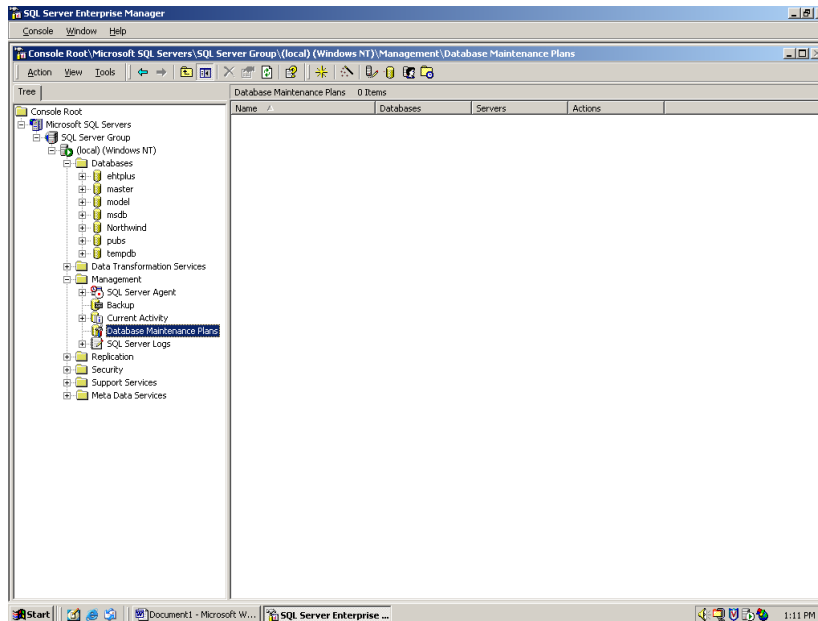 SQL Server Enterprise Manager
Console Window Help
Console Root\Microsoft SQL Servers\SQL Server Group\(local) (Windows NT)\Management\Database Maintenance Plans
Action View Tools
Tree
Database Maintenance Plans 0 Items
Name Databases Servers Actions
Console Root
Microsoft SQL Servers
SQL Server Group
(local) (Windows NT)
Databases
ehtplus
master
model
msdb
Northwind
pubs
tempdb
Data Transformation Services
Management
SQL Server Agent
Backup
Current Activity
Database Maintenance Plans
SQL Server Logs
Replication
Security
Support Services
Meta Data Services
Start Document1 - Microsoft W... SQL Server Enterprise ... 1:11 PM